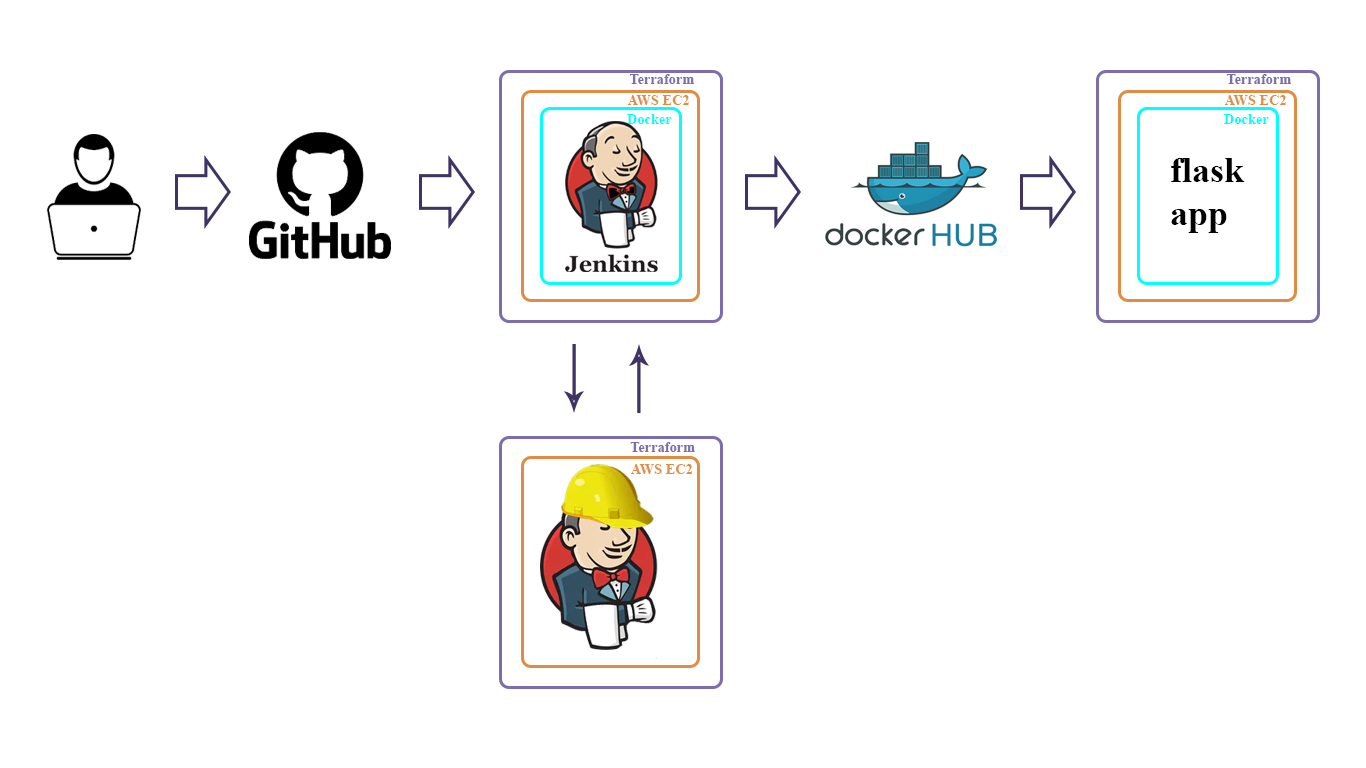 GitHub
Terraform
AWS EC2
Docker
Jenkins
docker HUB
Terraform
AWS EC2
Docker
flask
app
Terraform
AWS EC2